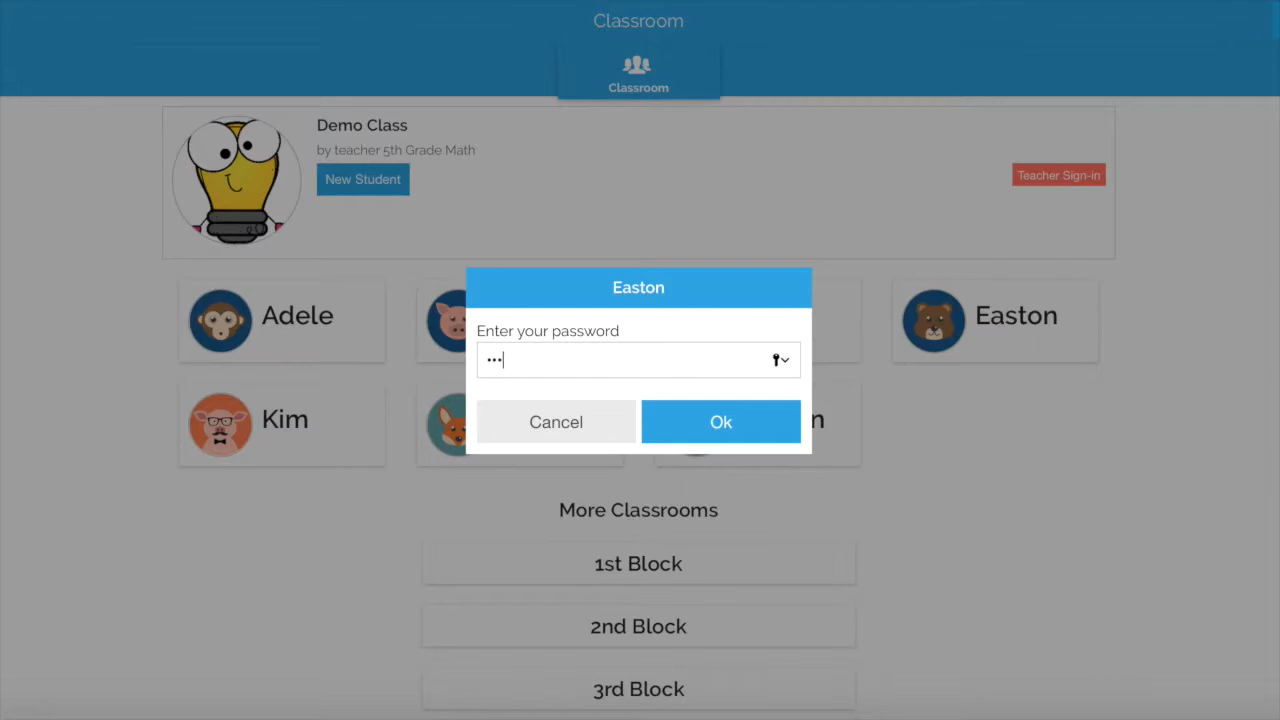 Classroom
Classroom
Demo Class
by teacher 5th Grade Math
New Student
Teacher Sign-in
Easton
Enter your password
•••
Cancel
Ok
Adele
Easton
Kim
n
More Classrooms
1st Block
2nd Block
3rd Block